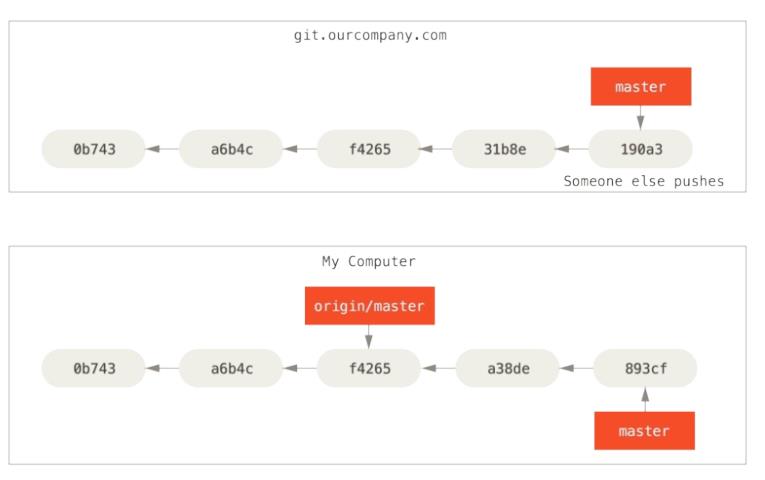 git.ourcompany.com
master
0b743 a6b4c f4265 31b8e 190a3
Someone else pushes
My Computer
origin/master
0b743 a6b4c f4265 a38de 893cf
master